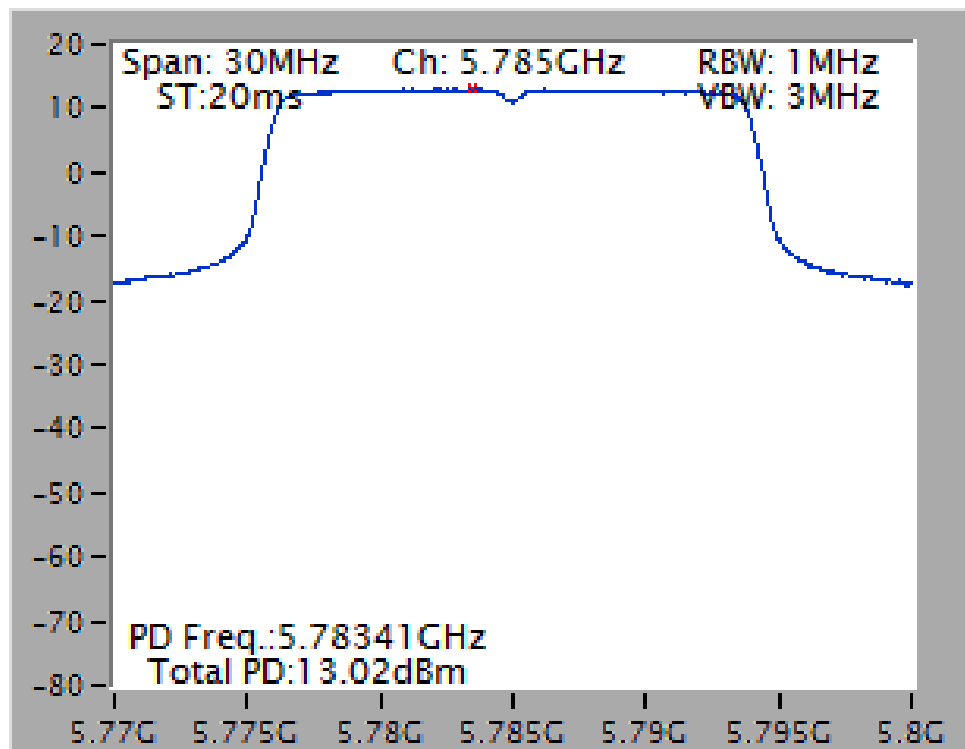 20
10
0
-10
-20
-30
-40
-50
-60
-70
-80
Span: 30MHz Ch: 5.785GHz RBW: 1MHz
ST:20ms VBW: 3MHz
PD Freq.:5.78341GHz
Total PD:13.02dBm
5.77G 5.775G 5.78G 5.785G 5.79G 5.795G 5.8G